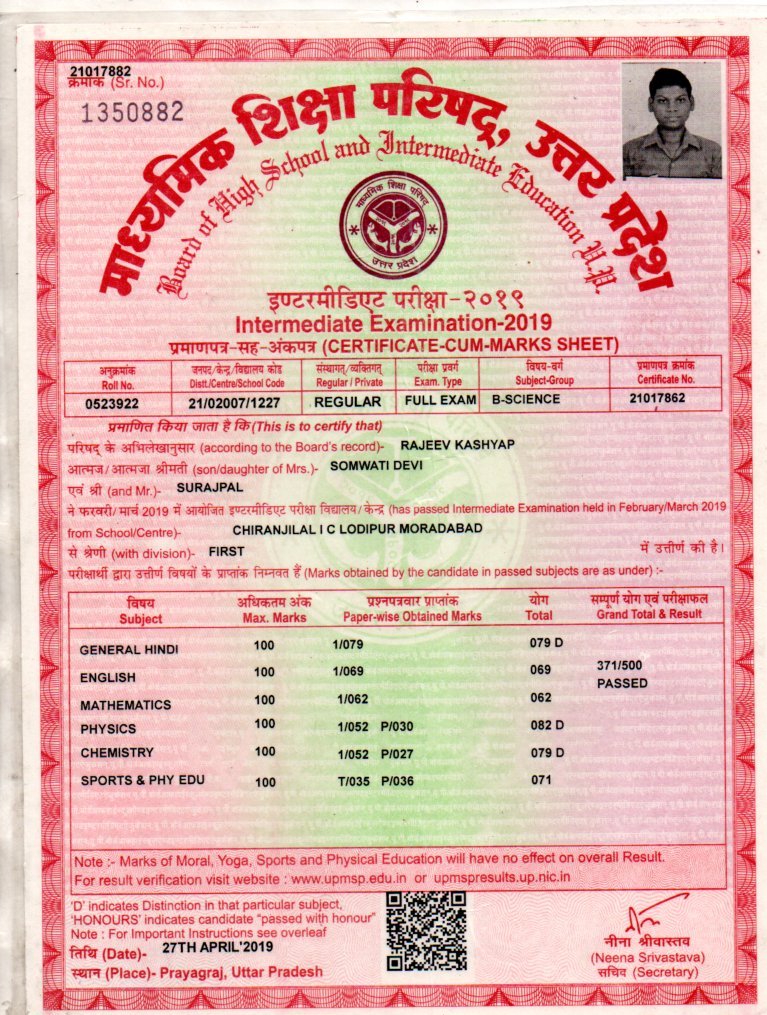 21017882
क्रमांक (Sr. No.)
1350882
माध्यमिक शिक्षा परिषद्, उत्तर प्रदेश
Board of High School and Intermediate Education U.P.
माध्यमिक शिक्षा परिषद्
उत्तर प्रदेश
इण्टरमीडिएट परीक्षा-२०१९
Intermediate Examination-2019
प्रमाणपत्र-सह-अंकपत्र (CERTIFICATE-CUM-MARKS SHEET)
अनुक्रमांक जनपद/केन्द्र/विद्यालय कोड संस्थागत/व्यक्तिगत परीक्षा प्रवर्ग विषय-वर्ग प्रमाणपत्र क्रमांक
Roll No. Distt./Centre/School Code Regular / Private Exam. Type Subject-Group Certificate No.
0523922 21/02007/1227 REGULAR FULL EXAM B-SCIENCE 21017862
प्रमाणित किया जाता है कि (This is to certify that)
परिषद् के अभिलेखानुसार (according to the Board's record)- RAJEEV KASHYAP
आत्मज/आत्मजा श्रीमती (son/daughter of Mrs.)- SOMWATI DEVI
एवं श्री (and Mr.)- SURAJPAL
ने फरवरी/मार्च 2019 में आयोजित इण्टरमीडिएट परीक्षा विद्यालय/केन्द्र (has passed Intermediate Examination held in February/March 2019
from School/Centre)- CHIRANJILAL I C LODIPUR MORADABAD
से श्रेणी (with division)- FIRST में उत्तीर्ण की है।
परीक्षार्थी द्वारा उत्तीर्ण विषयों के प्राप्तांक निम्नवत हैं (Marks obtained by the candidate in passed subjects are as under) :-
विषय अधिकतम अंक प्रश्नपत्रवार प्राप्तांक योग सम्पूर्ण योग एवं परीक्षाफल
Subject Max. Marks Paper-wise Obtained Marks Total Grand Total & Result
GENERAL HINDI 100 1/079 079 D
ENGLISH 100 1/069 069 371/500
PASSED
MATHEMATICS 100 1/062 062
PHYSICS 100 1/052 P/030 082 D
CHEMISTRY 100 1/052 P/027 079 D
SPORTS & PHY EDU 100 T/035 P/036 071
Note :- Marks of Moral, Yoga, Sports and Physical Education will have no effect on overall Result.
For result verification visit website : www.upmsp.edu.in or upmspresults.up.nic.in
'D' indicates Distinction in that particular subject,
'HONOURS' indicates candidate "passed with honour"
Note : For Important Instructions see overleaf
तिथि (Date)- 27TH APRIL'2019
स्थान (Place)- Prayagraj, Uttar Pradesh
नीना श्रीवास्तव
(Neena Srivastava)
सचिव (Secretary)